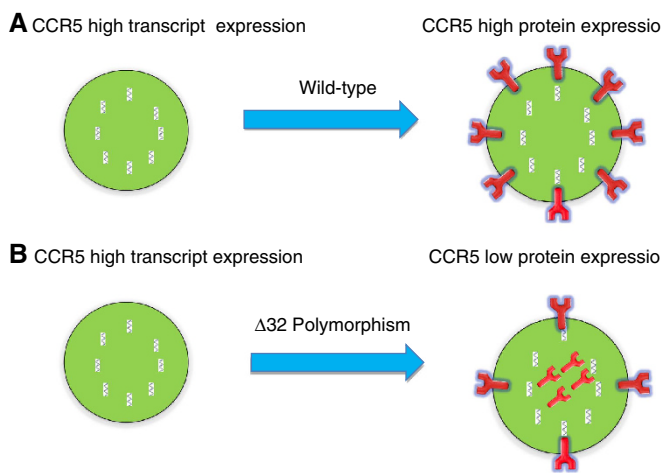 A CCR5 high transcript expression
CCR5 high protein expressio
Wild-type
B CCR5 high transcript expression
CCR5 low protein expressio
Δ32 Polymorphism